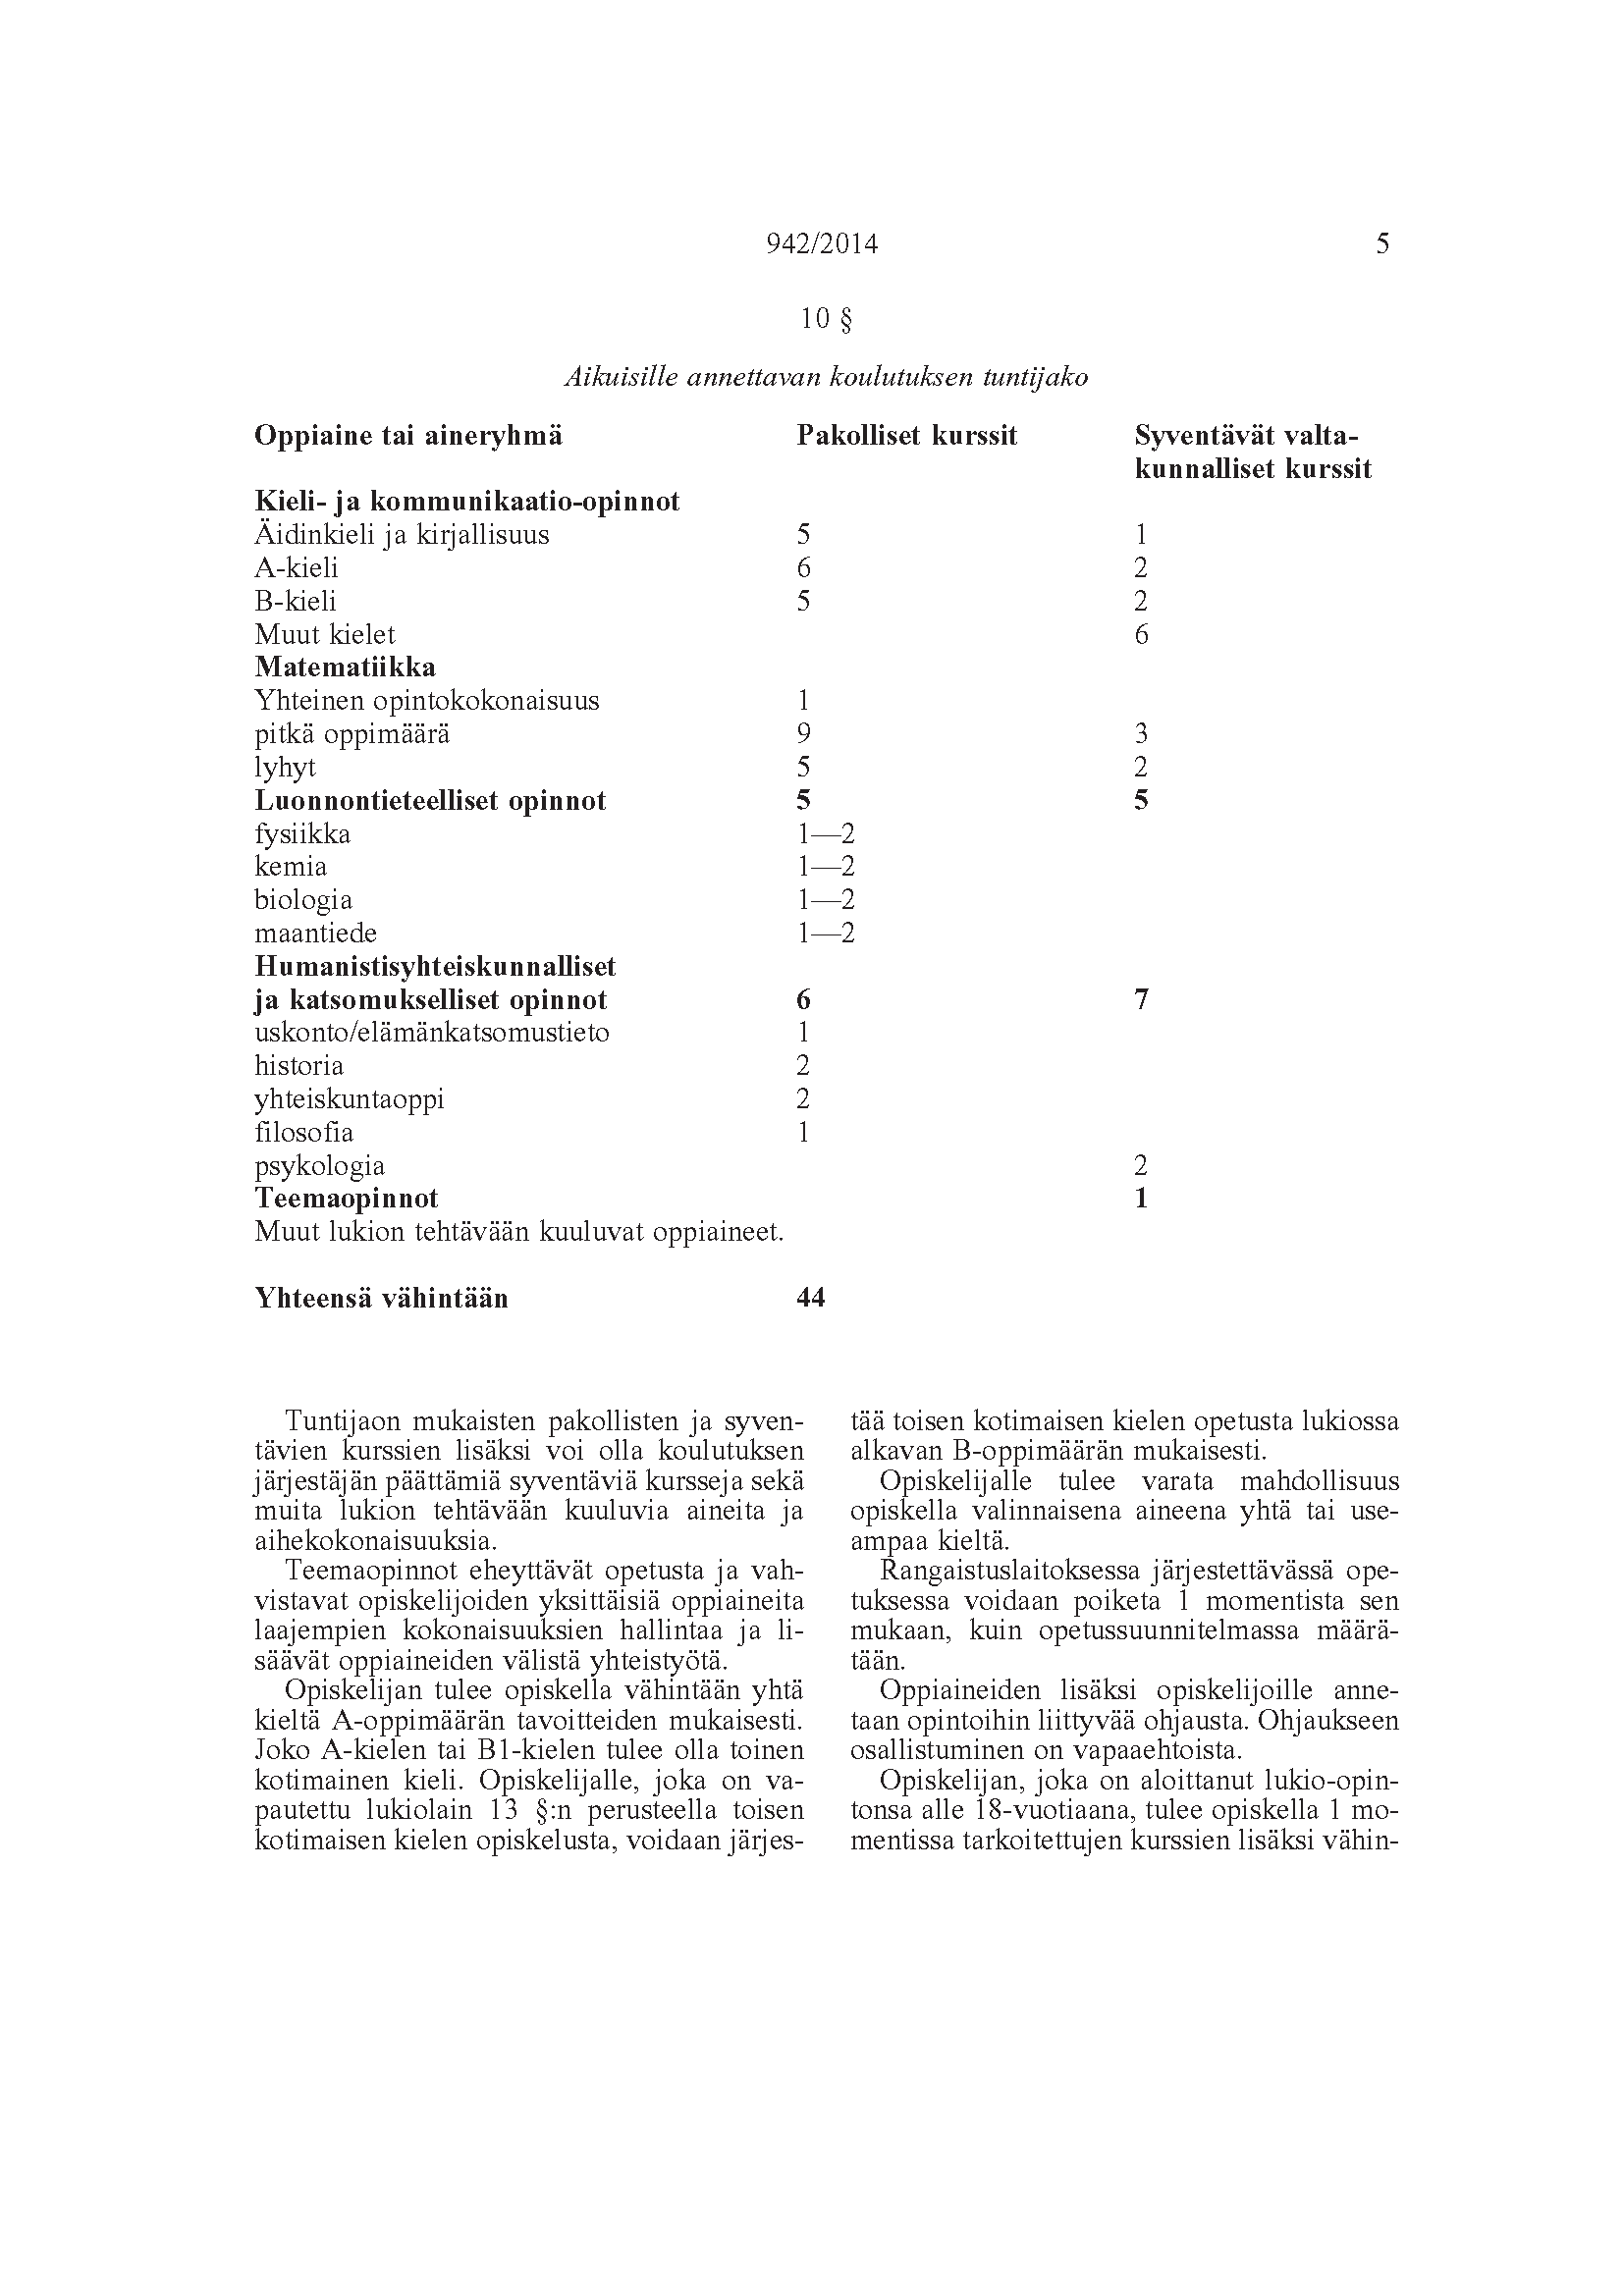 942/2014 5
10 §
Aikuisille annettavan koulutuksen tuntijako
Oppiaine tai aineryhmä Pakolliset kurssit Syventävät valta-
kunnalliset kurssit
Kieli- ja kommunikaatio-opinnot
Äidinkieli ja kirjallisuus 5 1
A-kieli 6 2
B-kieli 5 2
Muut kielet 6
Matematiikka
Yhteinen opintokokonaisuus 1
pitkä oppimäärä 9 3
lyhyt 5 2
Luonnontieteelliset opinnot 5 5
fysiikka 1—2
kemia 1—2
biologia 1—2
maantiede 1—2
Humanistisyhteiskunnalliset
ja katsomukselliset opinnot 6 7
uskonto/elämänkatsomustieto 1
historia 2
yhteiskuntaoppi 2
filosofia 1
psykologia 2
Teemaopinnot 1
Muut lukion tehtävään kuuluvat oppiaineet.
Yhteensä vähintään 44
Tuntijaon mukaisten pakollisten ja syven-
tävien kurssien lisäksi voi olla koulutuksen
järjestäjän päättämiä syventäviä kursseja sekä
muita lukion tehtävään kuuluvia aineita ja
aihekokonaisuuksia.
Teemaopinnot eheyttävät opetusta ja vah-
vistavat opiskelijoiden yksittäisiä oppiaineita
laajempien kokonaisuuksien hallintaa ja li-
säävät oppiaineiden välistä yhteistyötä.
Opiskelijan tulee opiskella vähintään yhtä
kieltä A-oppimäärän tavoitteiden mukaisesti.
Joko A-kielen tai B1-kielen tulee olla toinen
kotimainen kieli. Opiskelijalle, joka on va-
pautettu lukiolain 13 §:n perusteella toisen
kotimaisen kielen opiskelusta, voidaan järjes-
tää toisen kotimaisen kielen opetusta lukiossa
alkavan B-oppimäärän mukaisesti.
Opiskelijalle tulee varata mahdollisuus
opiskella valinnaisena aineena yhtä tai use-
ampaa kieltä.
Rangaistuslaitoksessa järjestettävässä ope-
tuksessa voidaan poiketa 1 momentista sen
mukaan, kuin opetussuunnitelmassa määrä-
tään.
Oppiaineiden lisäksi opiskelijoille anne-
taan opintoihin liittyvää ohjausta. Ohjaukseen
osallistuminen on vapaaehtoista.
Opiskelijan, joka on aloittanut lukio-opin-
tonsa alle 18-vuotiaana, tulee opiskella 1 mo-
mentissa tarkoitettujen kurssien lisäksi vähin-